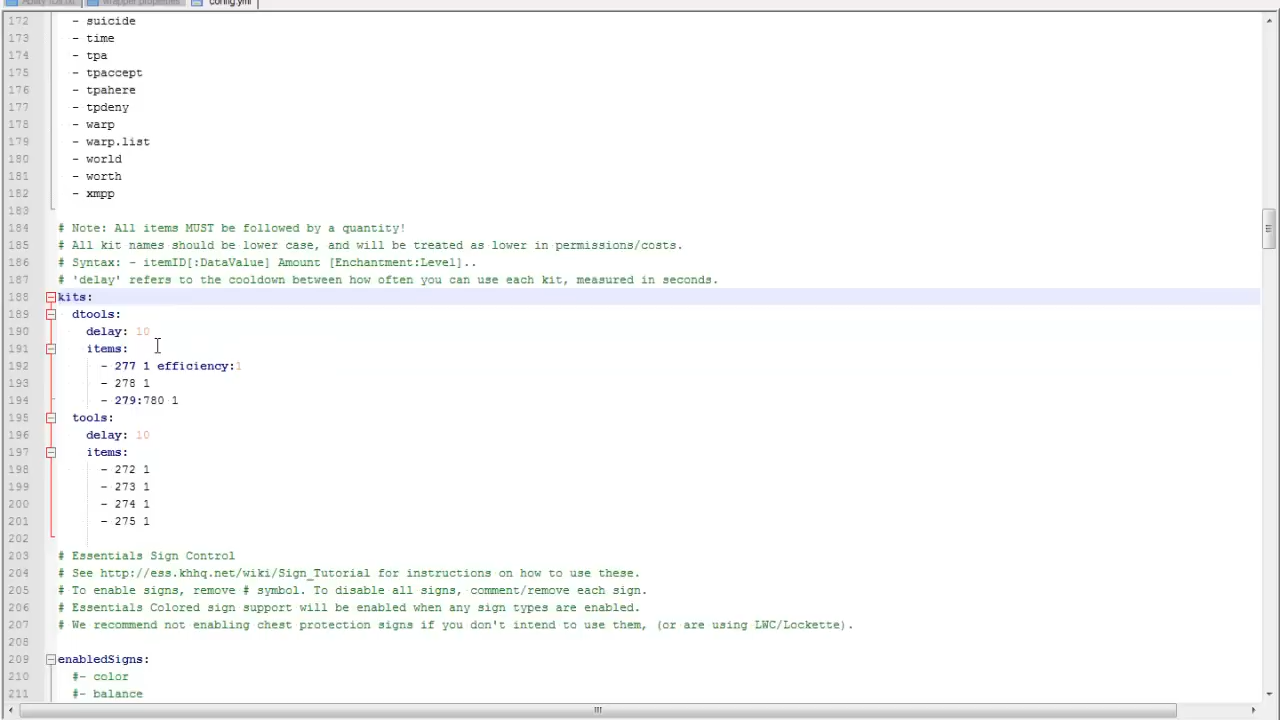 wrapper.properties config.yml
172 - suicide
173 - time
174 - tpa
175 - tpaccept
176 - tpahere
177 - tpdeny
178 - warp
179 - warp.list
180 - world
181 - worth
182 - xmpp
183
184 # Note: All items MUST be followed by a quantity!
185 # All kit names should be lower case, and will be treated as lower in permissions/costs.
186 # Syntax: - itemID[:DataValue] Amount [Enchantment:Level]..
187 # 'delay' refers to the cooldown between how often you can use each kit, measured in seconds.
188 kits:
189 dtools:
190 delay: 10
191 items:
192 - 277 1 efficiency:1
193 - 278 1
194 - 279:780 1
195 tools:
196 delay: 10
197 items:
198 - 272 1
199 - 273 1
200 - 274 1
201 - 275 1
202
203 # Essentials Sign Control
204 # See http://ess.khhq.net/wiki/Sign_Tutorial for instructions on how to use these.
205 # To enable signs, remove # symbol. To disable all signs, comment/remove each sign.
206 # Essentials Colored sign support will be enabled when any sign types are enabled.
207 # We recommend not enabling chest protection signs if you don't intend to use them, (or are using LWC/Lockette).
208
209 enabledSigns:
210 #- color
211 #- balance